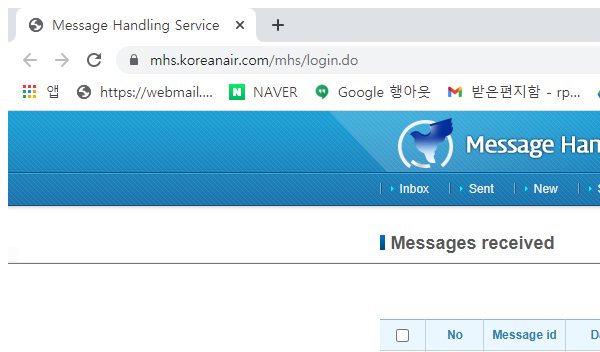 Message Handling Service
mhs.koreanair.com/mhs/login.do
앱 https://webmail.... NAVER Google 행아웃 받은편지함 - rp...
Message Han
Inbox Sent New
Messages received
No Message id